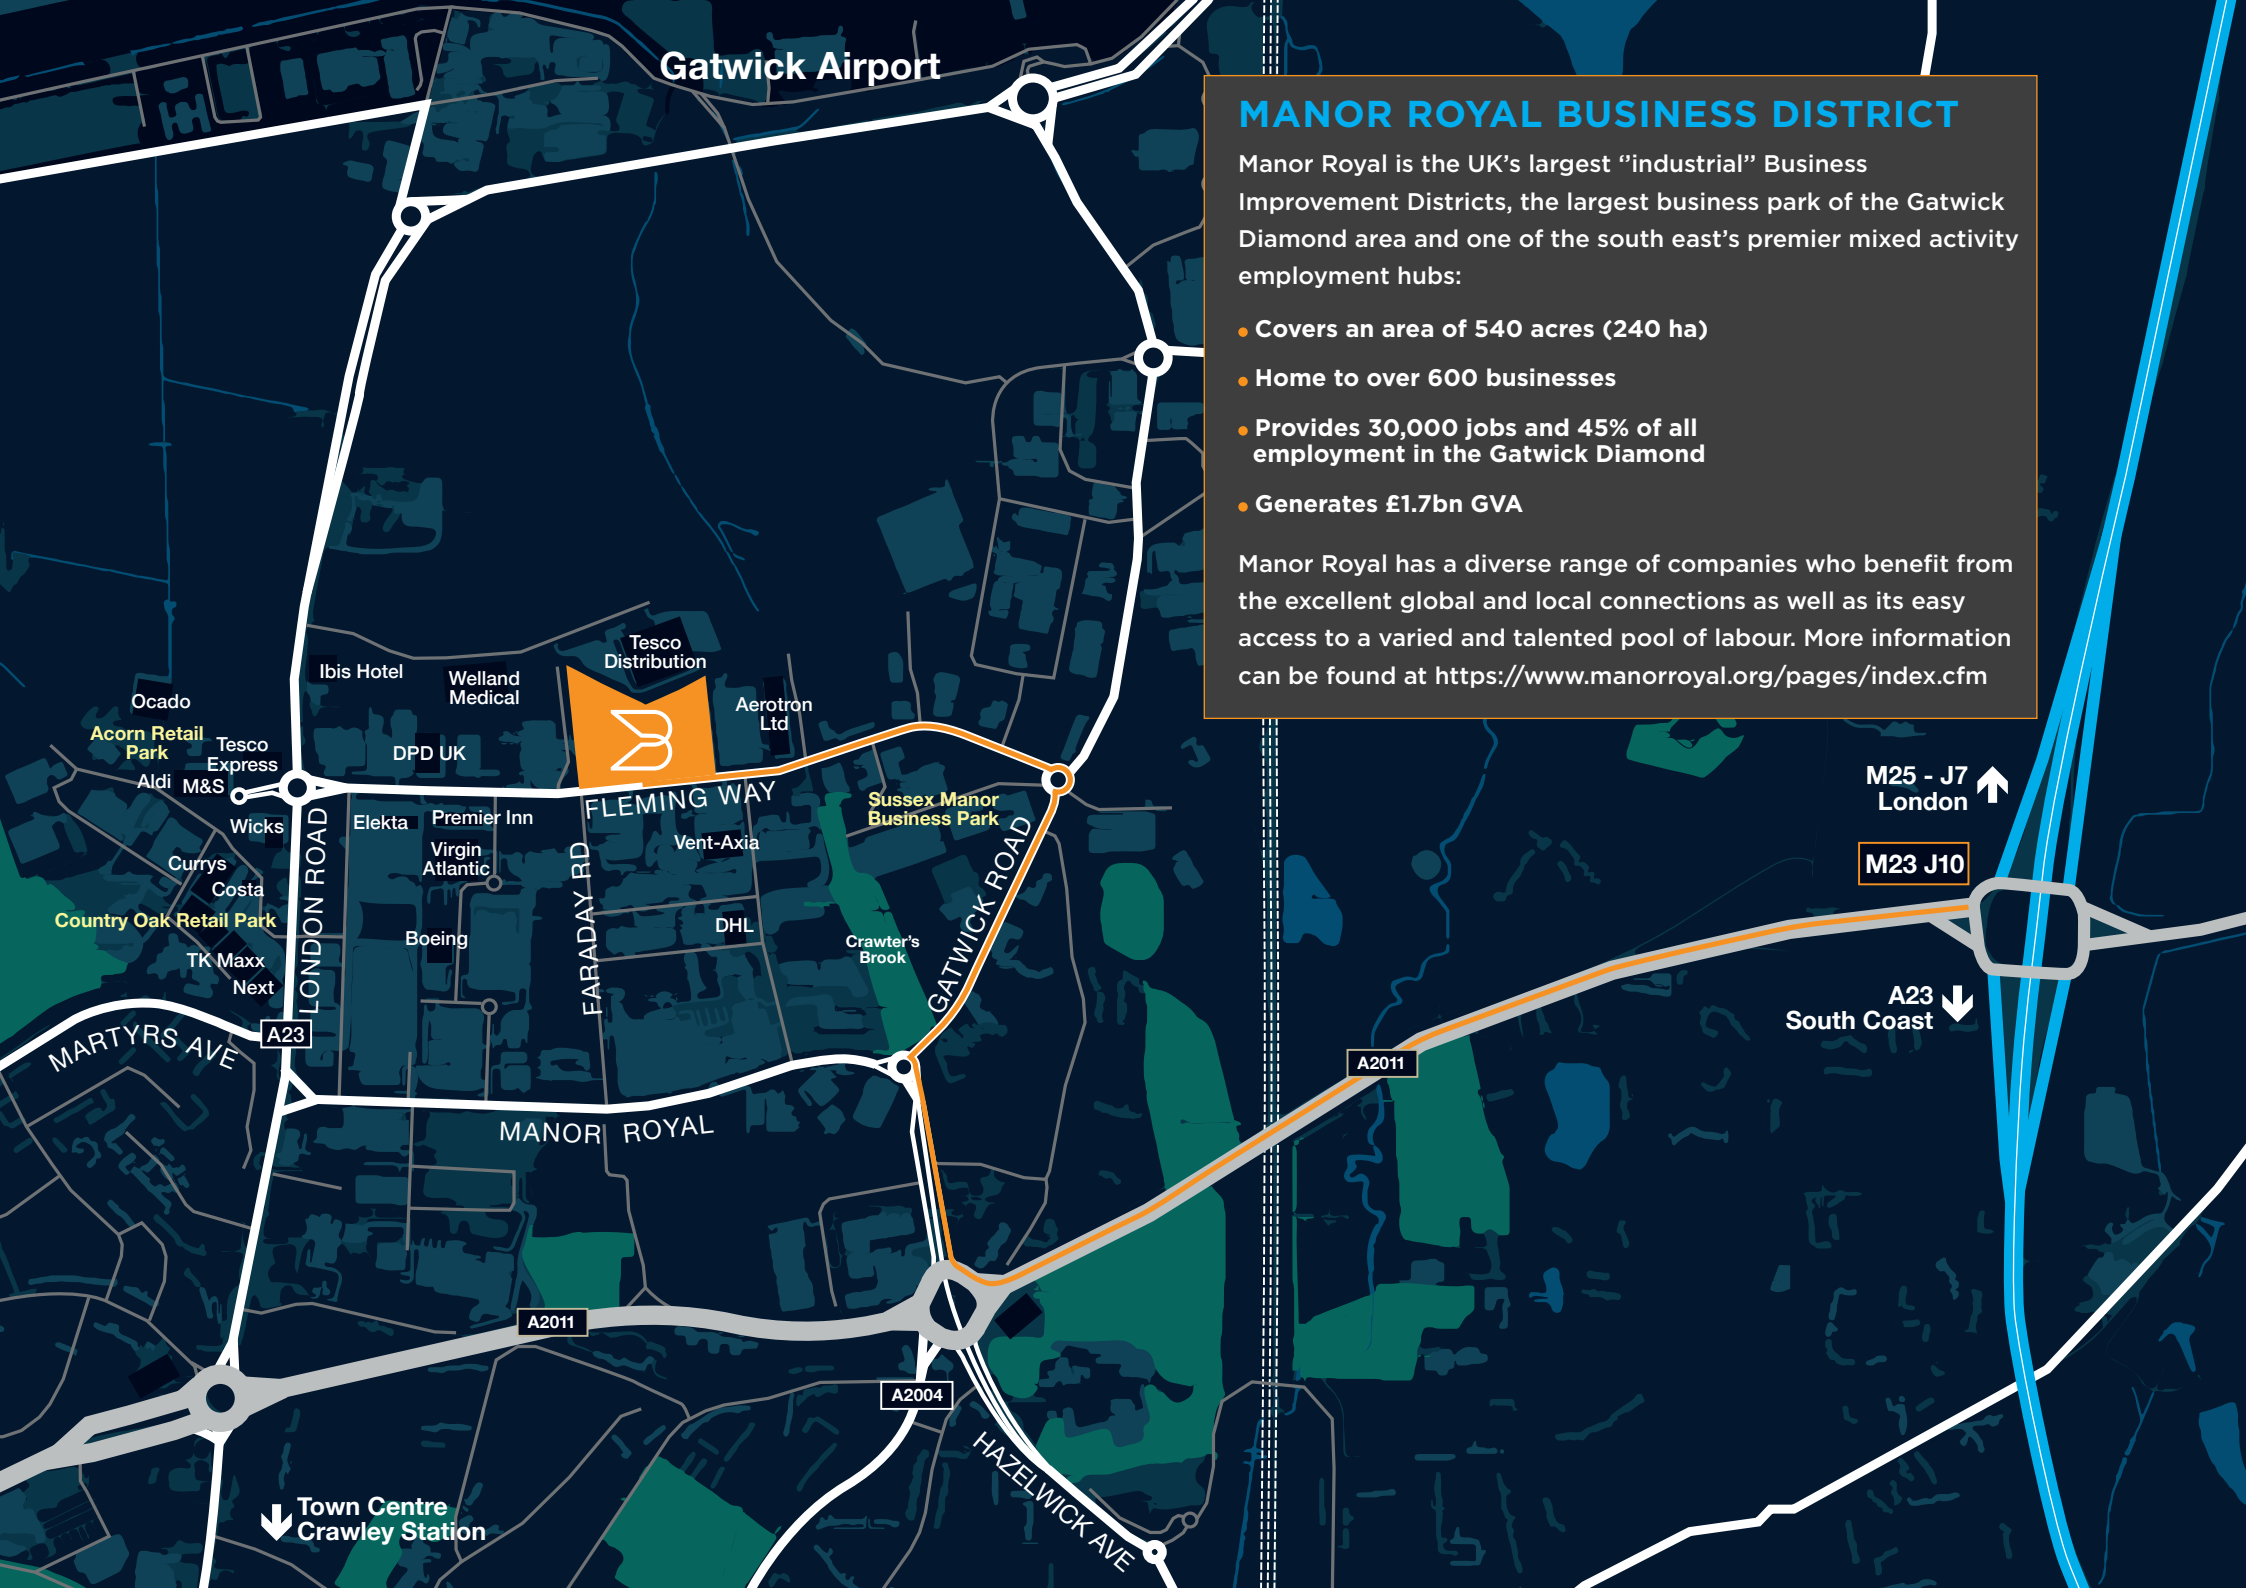 Gatwick Airport
MANOR ROYAL BUSINESS DISTRICT
Manor Royal is the UK’s largest ‘’industrial’’ Business
Improvement Districts, the largest business park of the Gatwick
Diamond area and one of the south east’s premier mixed activity
employment hubs:
• Covers an area of 540 acres (240 ha)
• Home to over 600 businesses
• Provides 30,000 jobs and 45% of all
employment in the Gatwick Diamond
• Generates £1.7bn GVA
Manor Royal has a diverse range of companies who benefit from
the excellent global and local connections as well as its easy
access to a varied and talented pool of labour. More information
can be found at https://www.manorroyal.org/pages/index.cfm
Tesco
Distribution
Ibis Hotel
Welland
Medical
Ocado
Aerotron
Ltd
Acorn Retail
Park
Tesco
Express
DPD UK
Aldi
M&S
FLEMING WAY
Sussex Manor
Business Park
Wicks
Elekta
Premier Inn
Virgin
Atlantic
Vent-Axia
Currys
Costa
LONDON ROAD
FARADAY RD
GATWICK ROAD
Country Oak Retail Park
Boeing
DHL
Crawter’s
Brook
TK Maxx
Next
MARTYRS AVE
A23
MANOR ROYAL
M25 - J7
London
M23 J10
A23
South Coast
A2011
A2011
A2004
HAZELWICK AVE
Town Centre
Crawley Station